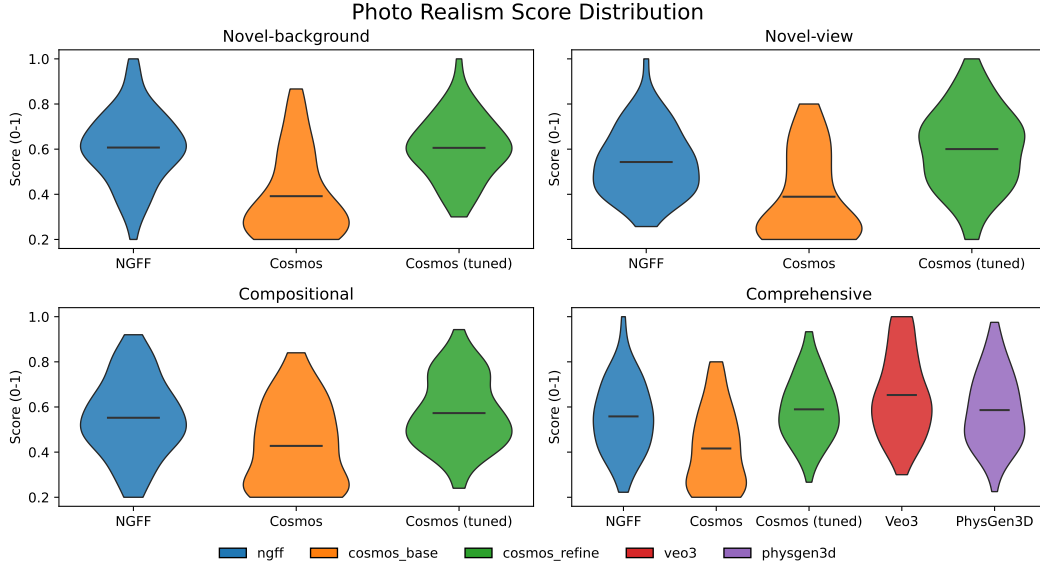 Photo Realism Score Distribution
Novel-background
Score (0-1)
1.0
0.8
0.6
0.4
0.2
NGFF Cosmos Cosmos (tuned)
Novel-view
Score (0-1)
NGFF Cosmos Cosmos (tuned)
Compositional
Score (0-1)
1.0
0.8
0.6
0.4
0.2
NGFF Cosmos Cosmos (tuned)
Comprehensive
Score (0-1)
NGFF Cosmos Cosmos (tuned) Veo3 PhysGen3D
ngff cosmos_base cosmos_refine veo3 physgen3d